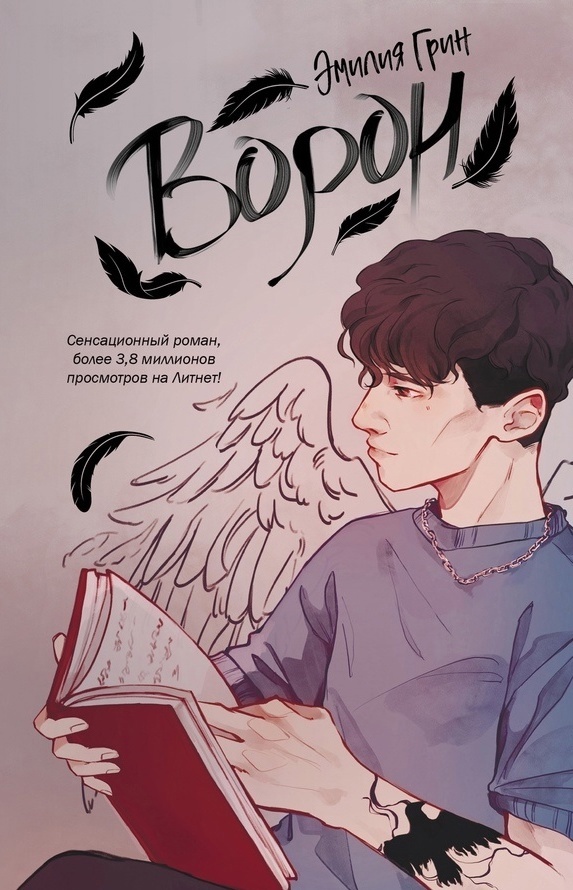 Эмилия Грин
Ворон
Сенсационный роман,
более 3,8 миллионов
просмотров на Литнет!